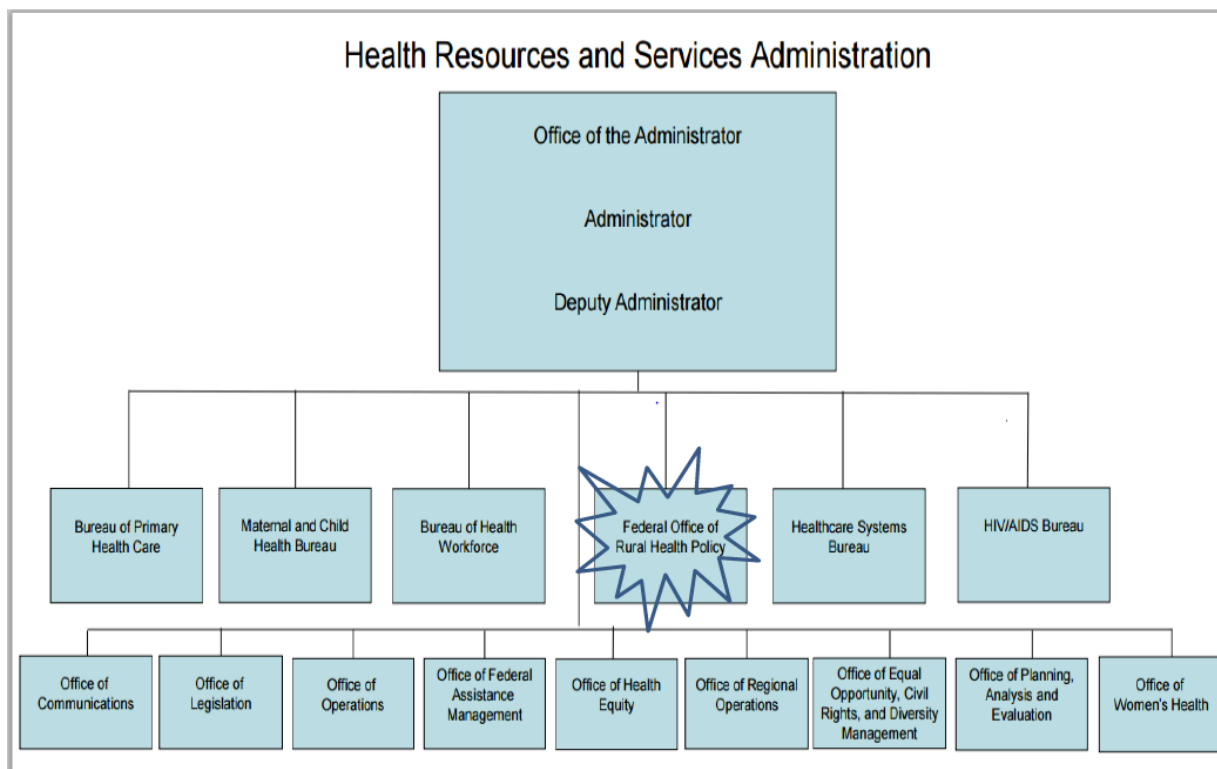 Health Resources and Services Administration
Office of the Administrator
Administrator
Deputy Administrator
Bureau of Primary
Health Care
Maternal and Child
Health Bureau
Bureau of Health
Workforce
Federal Office of
Rural Health Policy
Healthcare Systems
Bureau
HIV/AIDS Bureau
Office of
Communications
Office of
Legislation
Office of
Operations
Office of Federal
Assistance
Management
Office of Health
Equity
Office of Regional
Operations
Office of Equal
Opportunity, Civil
Rights, and Diversity
Management
Office of Planning,
Analysis and
Evaluation
Office of
Women's Health